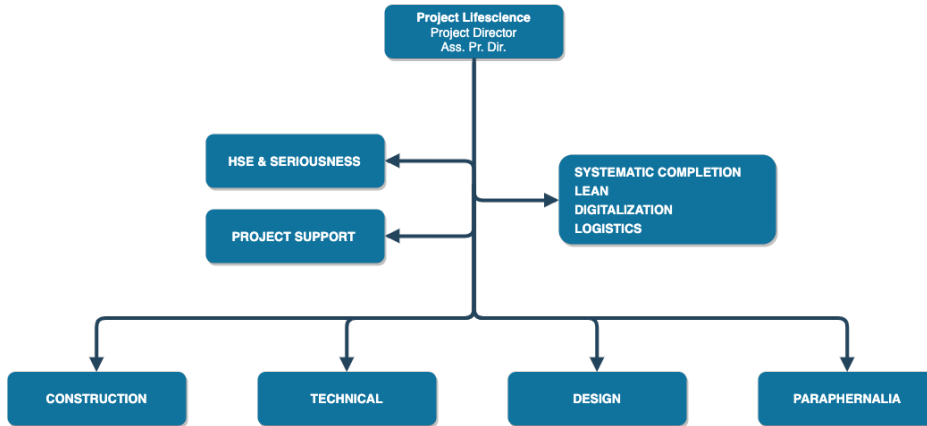 Project Lifescience
Project Director
Ass. Pr. Dir.
HSE & SERIOUSNESS
PROJECT SUPPORT
SYSTEMATIC COMPLETION
LEAN
DIGITALIZATION
LOGISTICS
CONSTRUCTION
TECHNICAL
DESIGN
PARAPHERNALIA